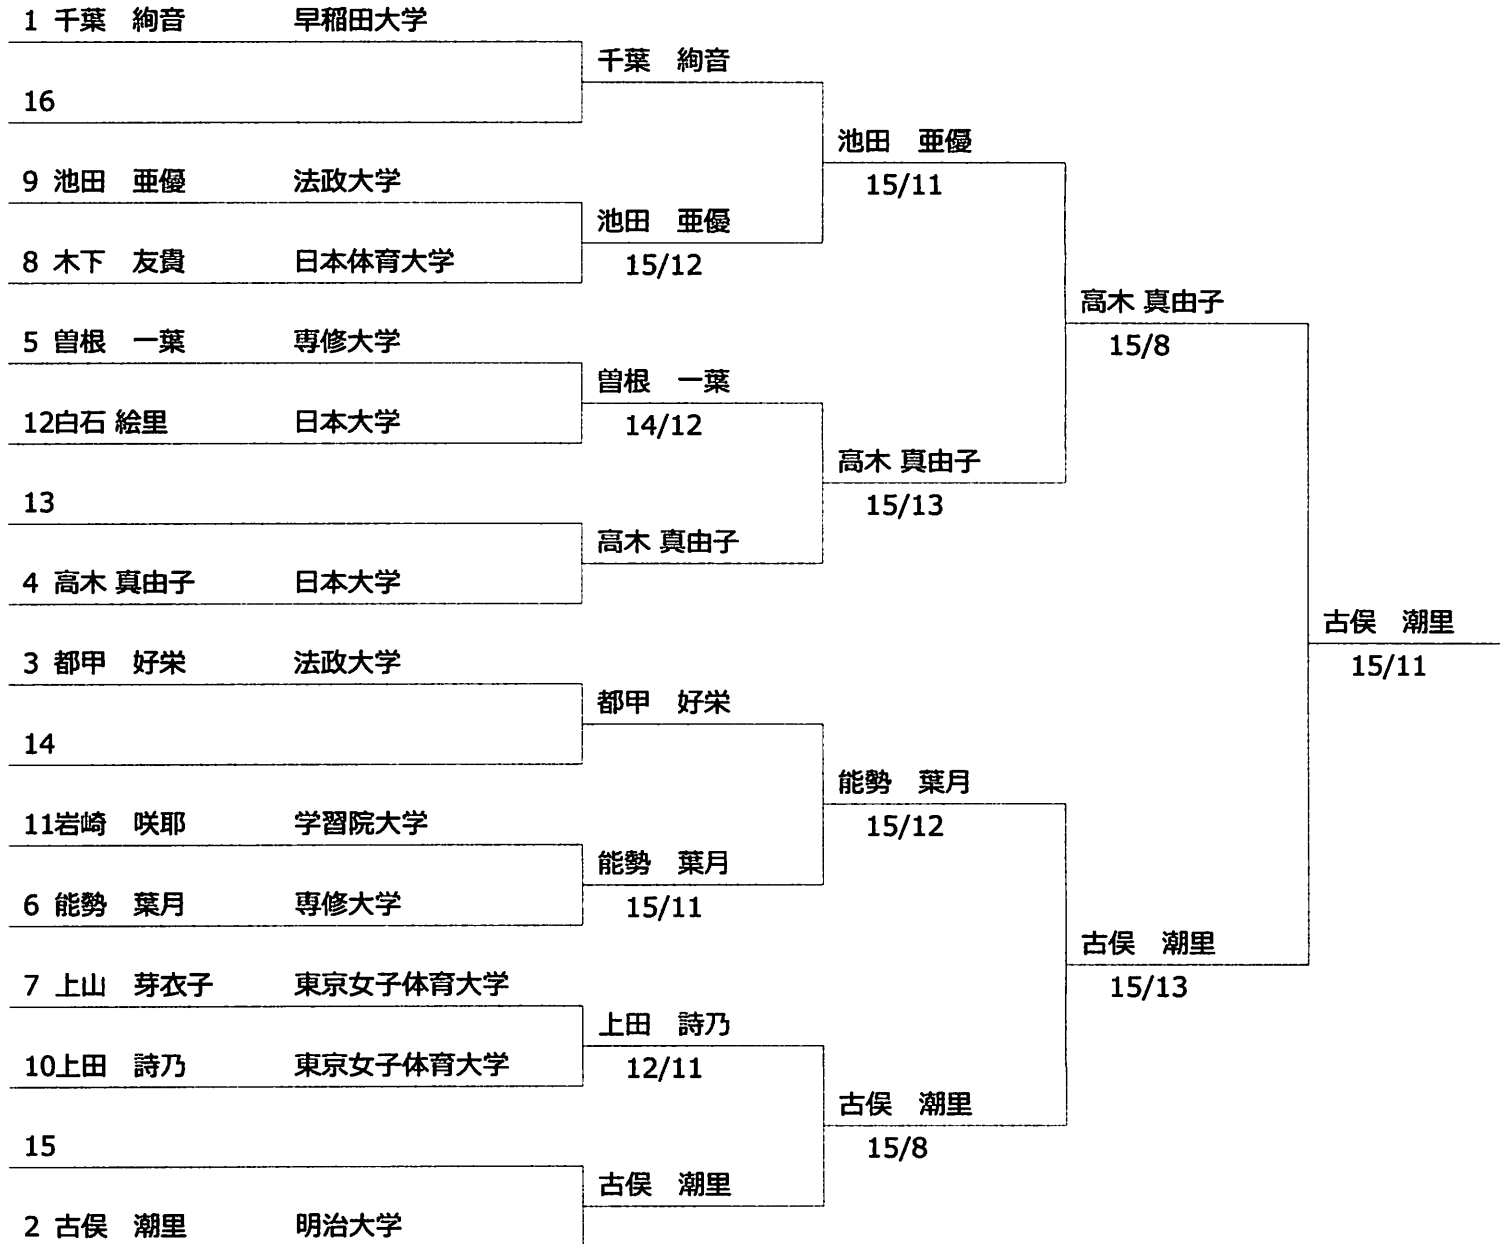 1 千葉　絢音 早稲田大学
千葉　絢音
16
池田　亜優
9 池田　亜優 法政大学
15/11
池田　亜優
8 木下　友貴 日本体育大学
15/12
高木 真由子
5 曽根　一葉 専修大学
15/8
曽根　一葉
12白石 絵里 日本大学
14/12
高木 真由子
13
15/13
高木 真由子
4 高木 真由子 日本大学
古俣　潮里
3 都甲　好栄 法政大学
15/11
都甲　好栄
14
能勢　葉月
11岩崎　咲耶 学習院大学
15/12
能勢　葉月
6 能勢　葉月 専修大学
15/11
古俣　潮里
7 上山　芽衣子 東京女子体育大学
15/13
上田　詩乃
10上田　詩乃 東京女子体育大学
12/11
古俣　潮里
15
15/8
古俣　潮里
2 古俣　潮里 明治大学